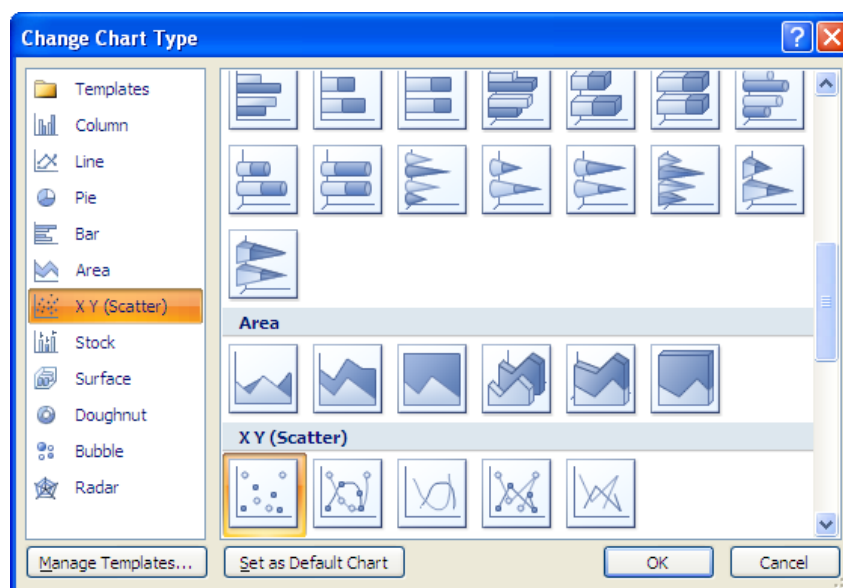 Change Chart Type
Templates
Column
Line
Pie
Bar
Area
X Y (Scatter)
Stock
Surface
Doughnut
Bubble
Radar
Area
X Y (Scatter)
Manage Templates...
Set as Default Chart
OK
Cancel